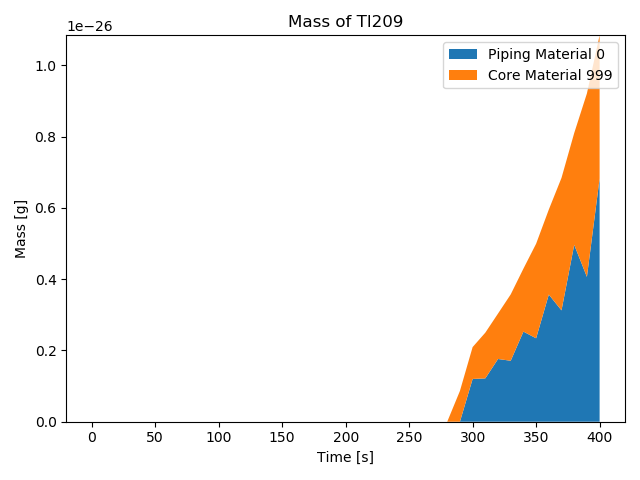 Mass of Tl209
1e−26
Piping Material 0
Core Material 999
1.0
0.8
0.6
0.4
0.2
0.0
Mass [g]
0 50 100 150 200 250 300 350 400
Time [s]